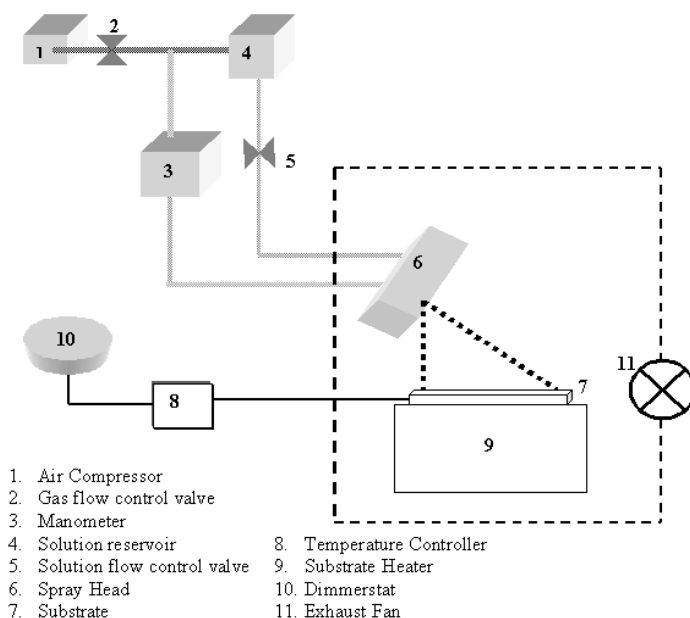 2
1
4
3
5
6
10
11
7
8
9
1. Air Compressor
2. Gas flow control valve
3. Manometer
4. Solution reservoir
5. Solution flow control valve
6. Spray Head
7. Substrate
8. Temperature Controller
9. Substrate Heater
10. Dimmerstat
11. Exhaust Fan